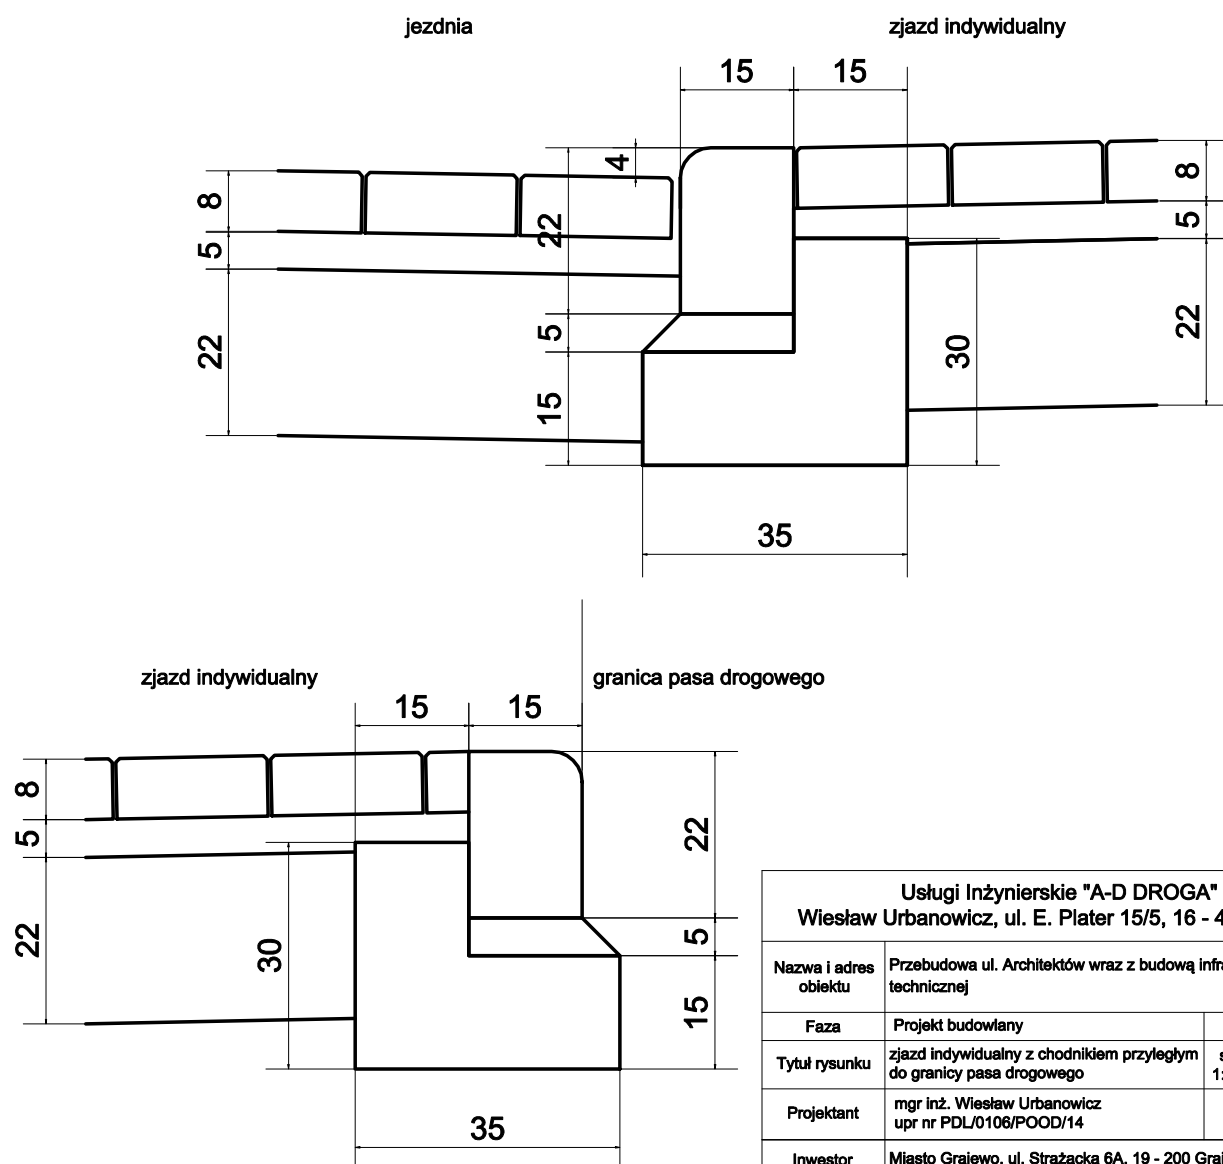 jezdnia
zjazd indywidualny
15
15
4
8
5
22
22
5
15
30
8
5
22
35
zjazd indywidualny
granica pasa drogowego
15
15
8
5
22
30
22
5
15
35
Usługi Inżynierskie "A-D DROGA"
Wiesław Urbanowicz, ul. E. Plater 15/5, 16 - 4
Nazwa i adres
obiektu
Przebudowa ul. Architektów wraz z budową infr
technicznej
Faza
Projekt budowlany
Tytuł rysunku
zjazd indywidualny z chodnikiem przyległym
do granicy pasa drogowego
s
1:
Projektant
mgr inż. Wiesław Urbanowicz
upr nr PDL/0106/POOD/14
Inwestor
Miasto Grajewo, ul. Strażacka 6A, 19 - 200 Graj